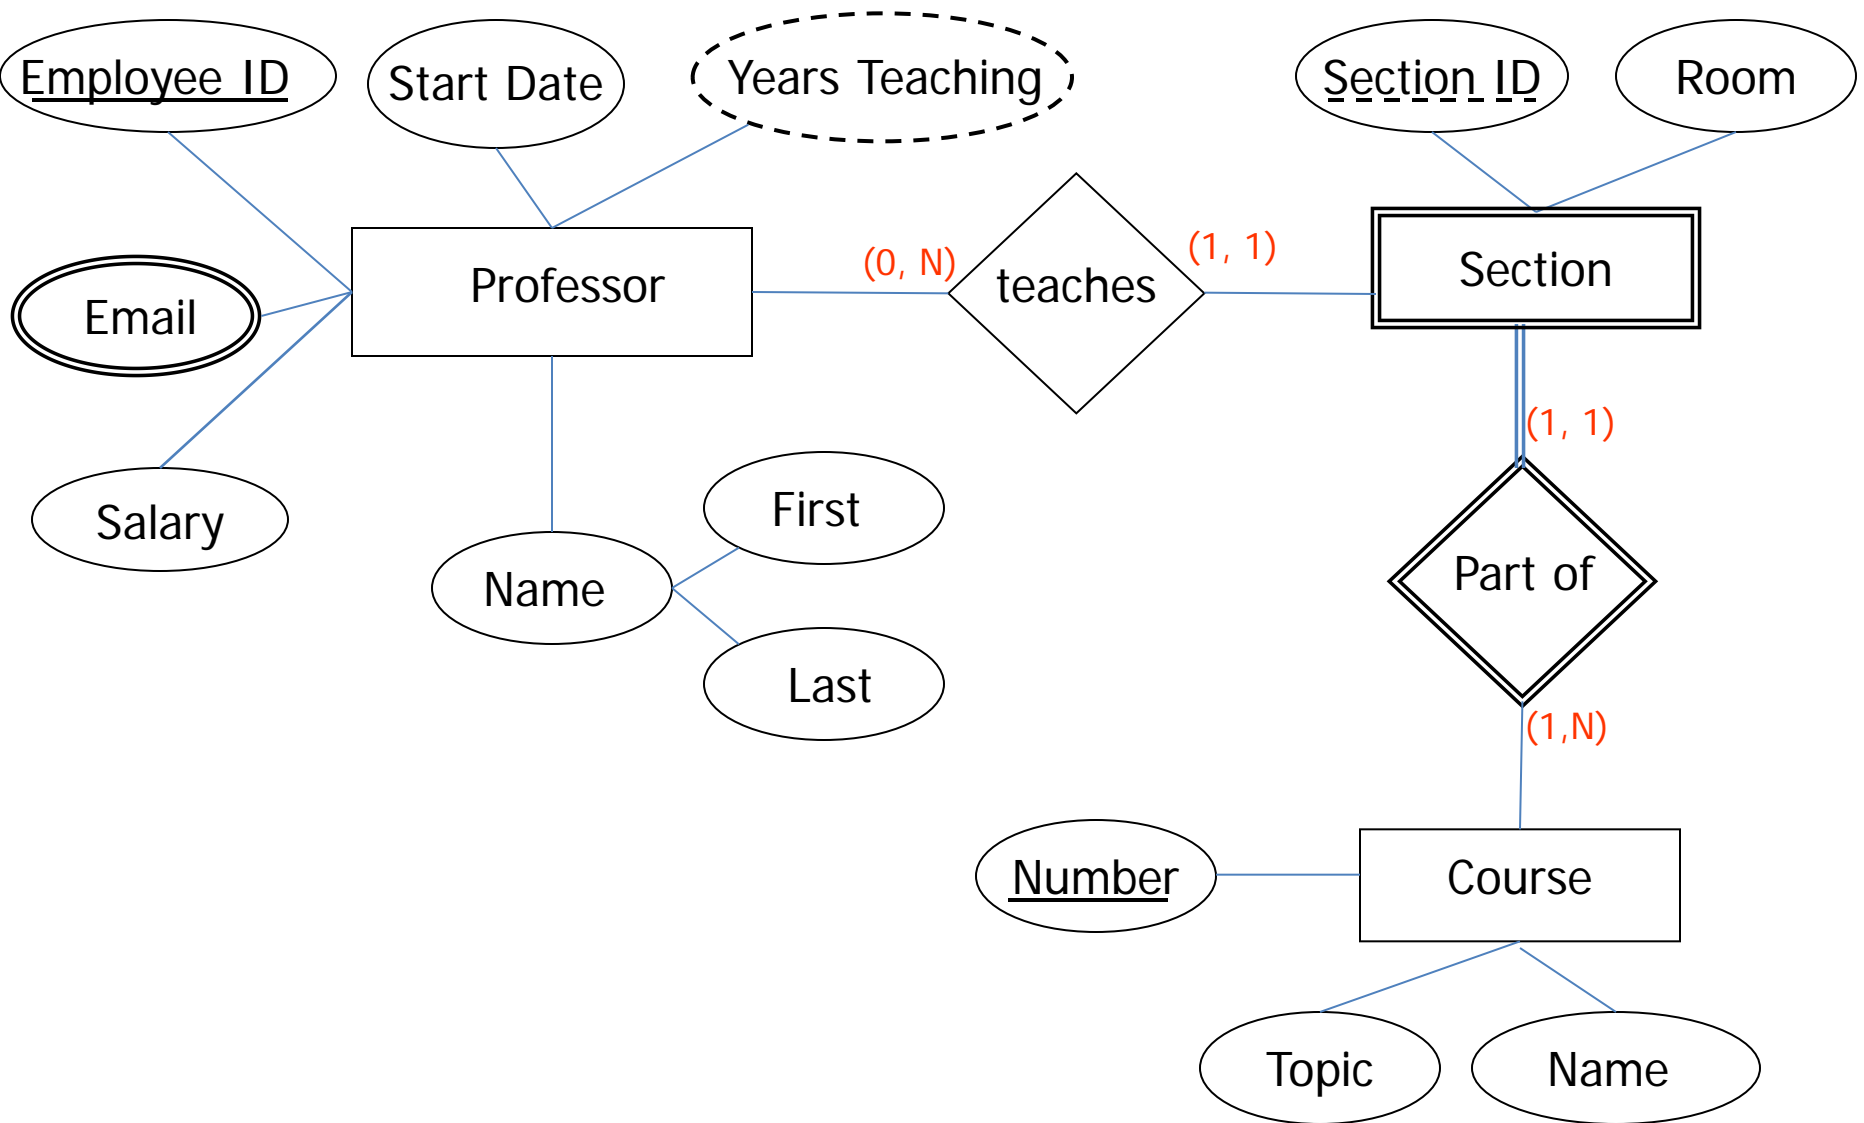 Employee ID
Start Date
Years Teaching
Section ID
Room
Professor
(0, N)
teaches
(1, 1)
Section
Email
(1, 1)
Salary
First
Name
Part of
Last
(1,N)
Number
Course
Topic
Name